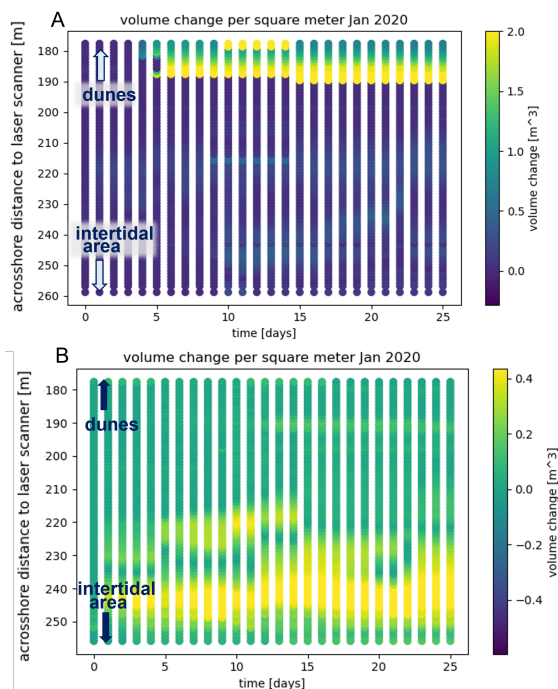 A
volume change per square meter Jan 2020
acrosshore distance to laser scanner [m]
180
190
200
210
220
230
240
250
260
dunes
intertidal
area
0
5
10
15
20
25
time [days]
2.0
1.5
1.0
0.5
0.0
volume change [m^3]
B
volume change per square meter Jan 2020
acrosshore distance to laser scanner [m]
180
190
200
210
220
230
240
250
dunes
intertidal
area
0
5
10
15
20
25
time [days]
0.4
0.2
0.0
−0.2
−0.4
volume change [m^3]